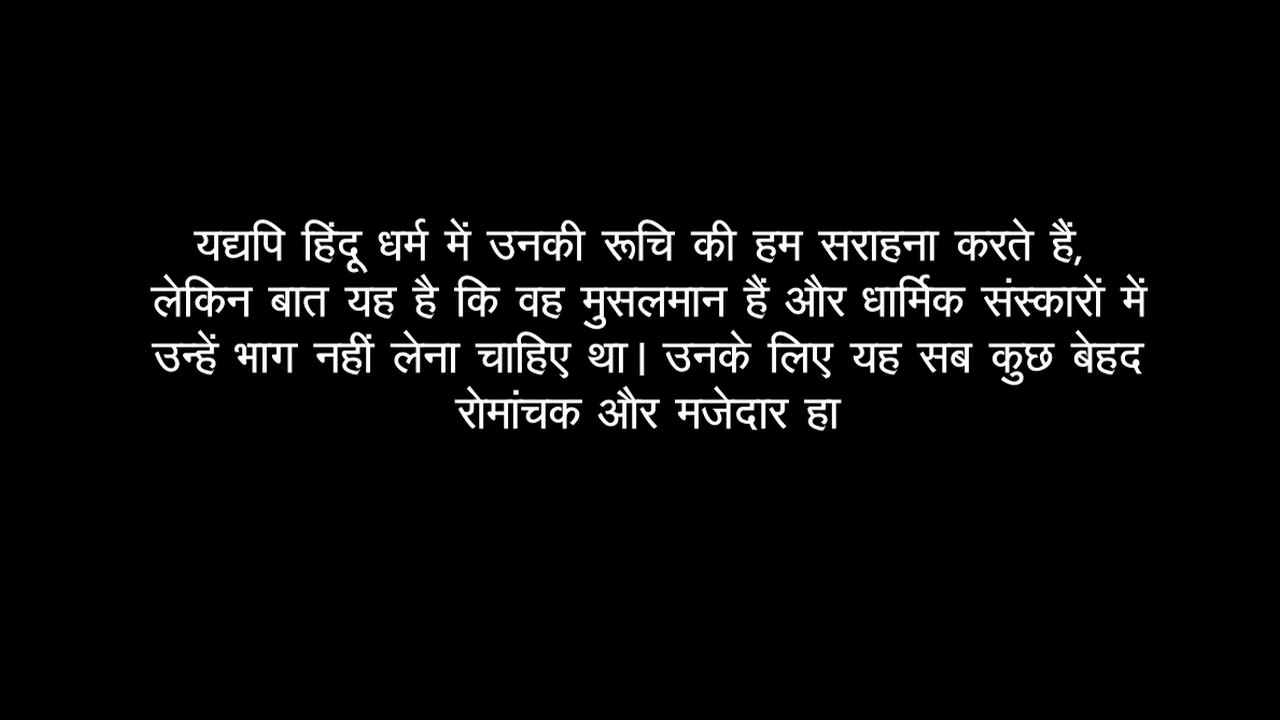 यद्यपि हिंदू धर्म में उनकी रूचि की हम सराहना करते हैं,
लेकिन बात यह है कि वह मुसलमान हैं और धार्मिक संस्कारों में
उन्हें भाग नहीं लेना चाहिए था। उनके लिए यह सब कुछ बेहद
रोमांचक और मजेदार हा